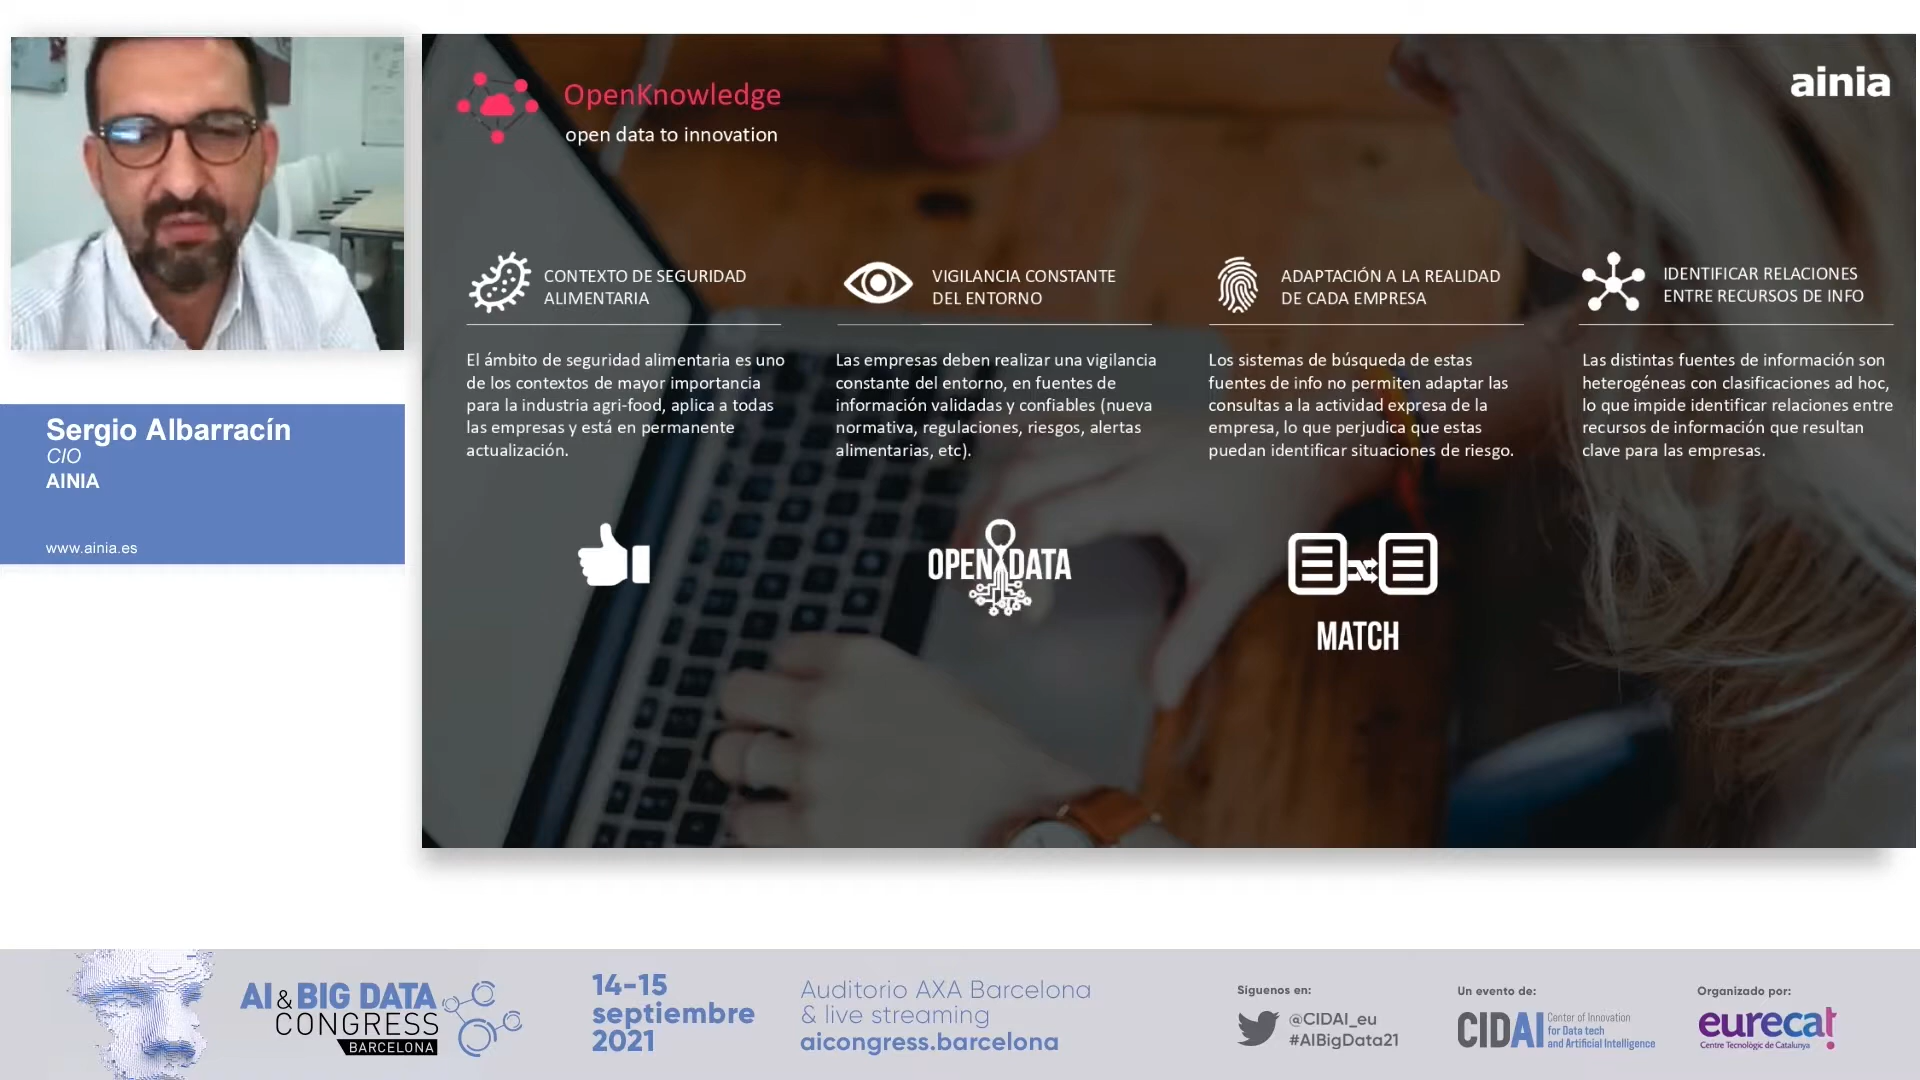 OpenKnowledge
open data to innovation
ainia
CONTEXTO DE SEGURIDAD
ALIMENTARIA
El ámbito de seguridad alimentaria es uno
de los contextos de mayor importancia
para la industria agri-food, aplica a todas
las empresas y está en permanente
actualización.
VIGILANCIA CONSTANTE
DEL ENTORNO
Las empresas deben realizar una vigilancia
constante del entorno, en fuentes de
información validadas y confiables (nueva
normativa, regulaciones, riesgos, alertas
alimentarias, etc).
OPEN DATA
ADAPTACIÓN A LA REALIDAD
DE CADA EMPRESA
Los sistemas de búsqueda de estas
fuentes de info no permiten adaptar las
consultas a la actividad expresa de la
empresa, lo que perjudica que estas
puedan identificar situaciones de riesgo.
MATCH
IDENTIFICAR RELACIONES
ENTRE RECURSOS DE INFO
Las distintas fuentes de información son
heterogéneas con clasificaciones ad hoc,
lo que impide identificar relaciones entre
recursos de información que resultan
clave para las empresas.
Sergio Albarracín
CIO
AINIA
www.ainia.es
AI & BIG DATA
CONGRESS
BARCELONA
14-15
septiembre
2021
Auditorio AXA Barcelona
& live streaming
aicongress.barcelona
Síguenos en:
@CIDAI_eu
#AIBigData21
Un evento de:
CIDAI
Center of Innovation
for Data tech
and Artificial Intelligence
Organizado por:
eurecat
Centre Tecnològic de Catalunya